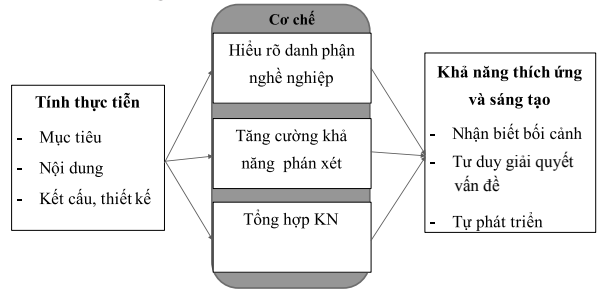 Tính thực tiễn
- Mục tiêu
- Nội dung
- Kết cấu, thiết kế
Cơ chế
Hiểu rõ danh phận
nghề nghiệp
Tăng cường khả
năng phán xét
Tổng hợp KN
Khả năng thích ứng
và sáng tạo
- Nhận biết bối cảnh
- Tư duy giải quyết
vấn đề
- Tự phát triển